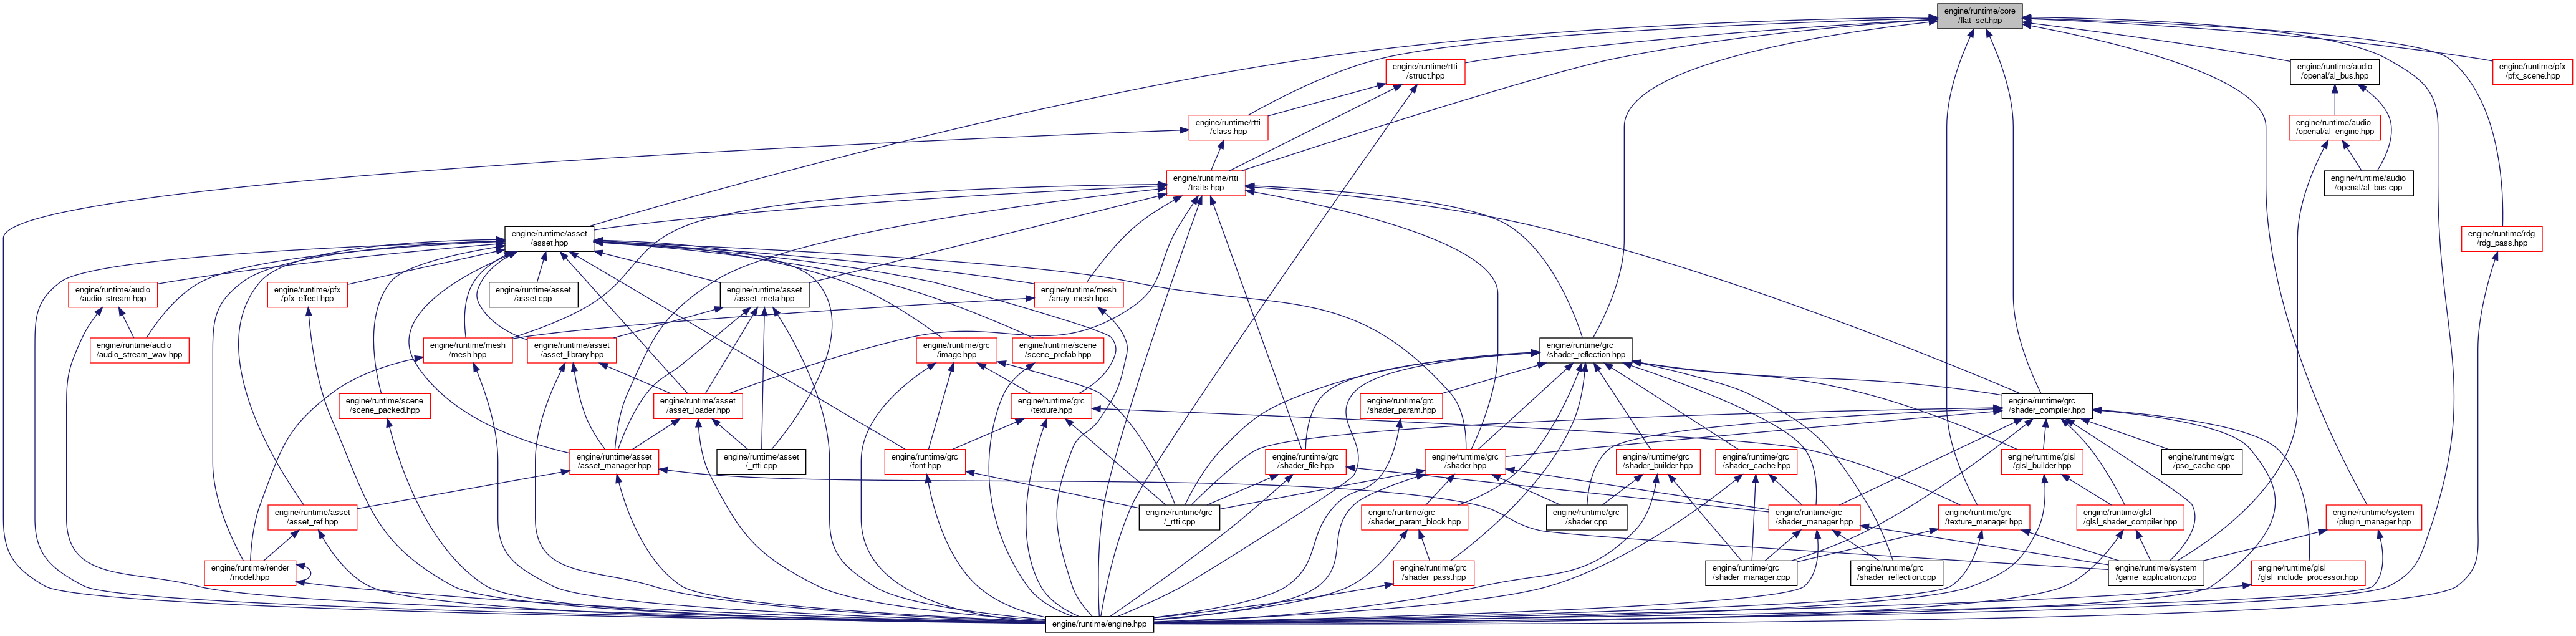 engine/runtime/core
/flat_set.hpp
engine/runtime/rtti
/struct.hpp
engine/runtime/audio
/openal/al_bus.hpp
engine/runtime/pfx
/pfx_scene.hpp
engine/runtime/rtti
/class.hpp
engine/runtime/audio
/openal/al_engine.hpp
engine/runtime/rtti
/traits.hpp
engine/runtime/audio
/openal/al_bus.cpp
engine/runtime/asset
/asset.hpp
engine/runtime/rdg
/rdg_pass.hpp
engine/runtime/audio
/audio_stream.hpp
engine/runtime/pfx
/pfx_effect.hpp
engine/runtime/asset
/asset.cpp
engine/runtime/asset
/asset_meta.hpp
engine/runtime/mesh
/array_mesh.hpp
engine/runtime/audio
/audio_stream_wav.hpp
engine/runtime/mesh
/mesh.hpp
engine/runtime/asset
/asset_library.hpp
engine/runtime/grc
/image.hpp
engine/runtime/scene
/scene_prefab.hpp
engine/runtime/grc
/shader_reflection.hpp
engine/runtime/scene
/scene_packed.hpp
engine/runtime/asset
/asset_loader.hpp
engine/runtime/grc
/texture.hpp
engine/runtime/grc
/shader_param.hpp
engine/runtime/grc
/shader_compiler.hpp
engine/runtime/asset
/asset_manager.hpp
engine/runtime/asset
/_rtti.cpp
engine/runtime/grc
/font.hpp
engine/runtime/grc
/shader_file.hpp
engine/runtime/grc
/shader.hpp
engine/runtime/grc
/shader_builder.hpp
engine/runtime/grc
/shader_cache.hpp
engine/runtime/glsl
/glsl_builder.hpp
engine/runtime/grc
/pso_cache.cpp
engine/runtime/asset
/asset_ref.hpp
engine/runtime/grc
/_rtti.cpp
engine/runtime/grc
/shader_param_block.hpp
engine/runtime/grc
/shader.cpp
engine/runtime/grc
/shader_manager.hpp
engine/runtime/grc
/texture_manager.hpp
engine/runtime/glsl
/glsl_shader_compiler.hpp
engine/runtime/system
/plugin_manager.hpp
engine/runtime/render
/model.hpp
engine/runtime/grc
/shader_pass.hpp
engine/runtime/grc
/shader_manager.cpp
engine/runtime/grc
/shader_reflection.cpp
engine/runtime/system
/game_application.cpp
engine/runtime/glsl
/glsl_include_processor.hpp
engine/runtime/engine.hpp